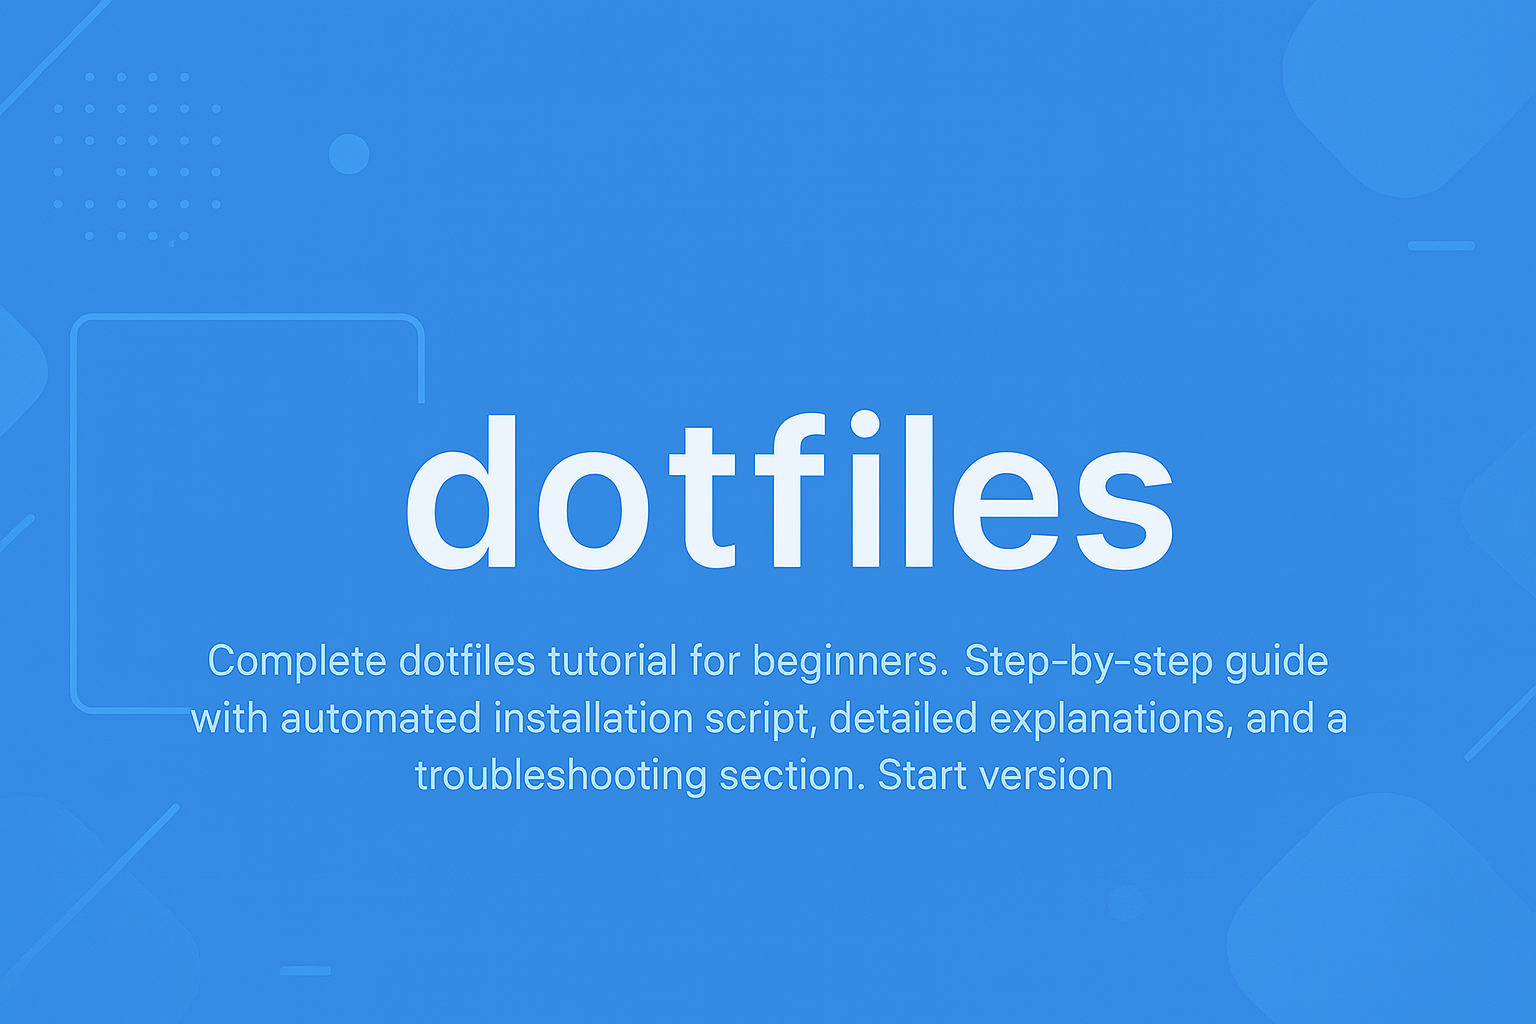 dotfiles
Complete dotfiles tutorial for beginners. Step-by-step guide
with automated installation script, detailed explanations, and a
troubleshooting section. Start version